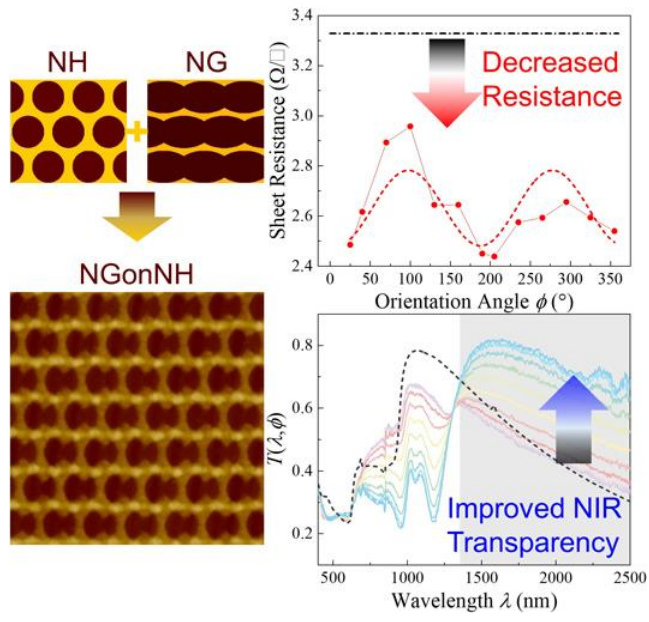 NH NG
+
NGonNH
3.4
3.2
3.0
2.8
2.6
2.4
Sheet Resistance (Ω/□)
Decreased
Resistance
0 50 100 150 200 250 300 350
Orientation Angle ϕ (°)
0.8
0.6
0.4
0.2
T(λ,ϕ)
Improved NIR
Transparency
500 1000 1500 2000 2500
Wavelength λ (nm)